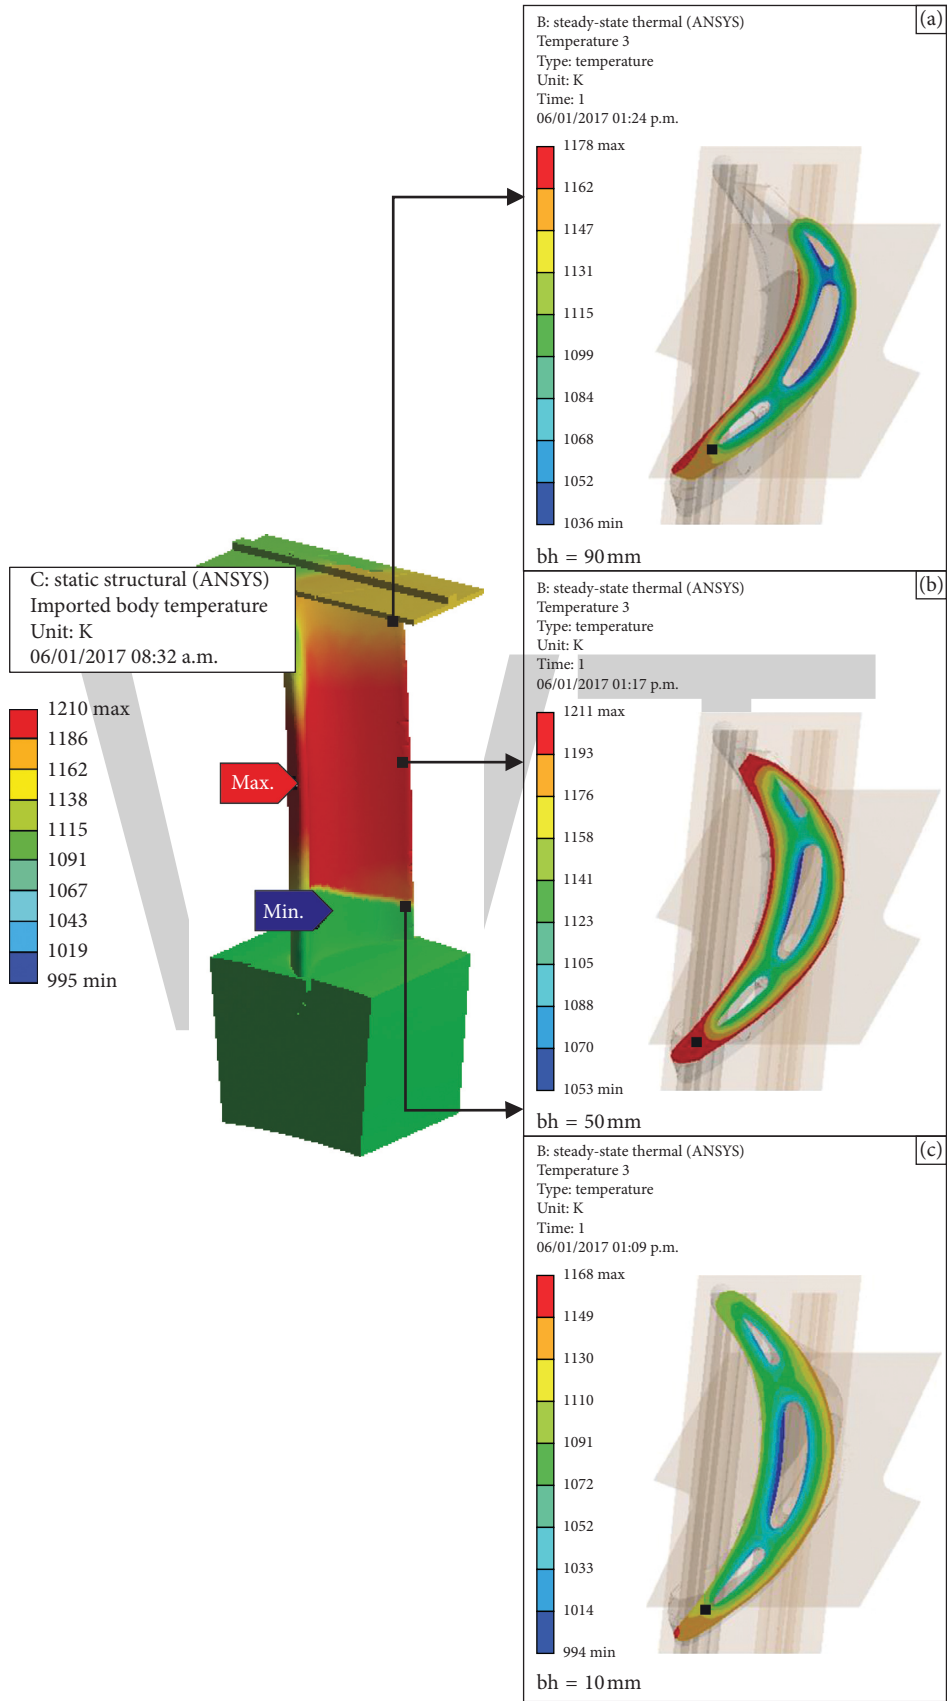 C: static structural (ANSYS)
Imported body temperature
Unit: K
06/01/2017 08:32 a.m.
1210 max
1186
1162
1138
1115
1091
1067
1043
1019
995 min
Max.
Min.
(a)
B: steady-state thermal (ANSYS)
Temperature 3
Type: temperature
Unit: K
Time: 1
06/01/2017 01:24 p.m.
1178 max
1162
1147
1131
1115
1099
1084
1068
1052
1036 min
bh = 90 mm
(b)
B: steady-state thermal (ANSYS)
Temperature 3
Type: temperature
Unit: K
Time: 1
06/01/2017 01:17 p.m.
1211 max
1193
1176
1158
1141
1123
1105
1088
1070
1053 min
bh = 50 mm
(c)
B: steady-state thermal (ANSYS)
Temperature 3
Type: temperature
Unit: K
Time: 1
06/01/2017 01:09 p.m.
1168 max
1149
1130
1110
1091
1072
1052
1033
1014
994 min
bh = 10 mm